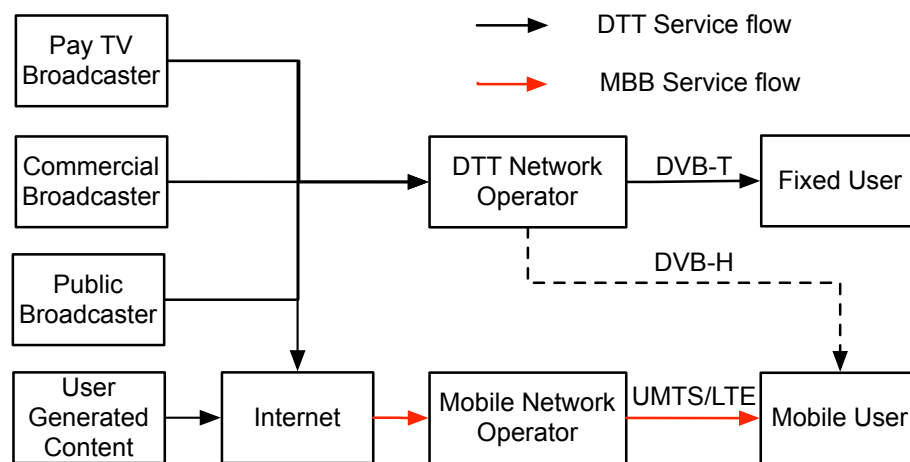 Pay TV
Broadcaster
DTT Service flow
MBB Service flow
Commercial
Broadcaster
DTT Network
Operator
DVB-T
Fixed User
DVB-H
Public
Broadcaster
User
Generated
Content
Internet
Mobile Network
Operator
UMTS/LTE
Mobile User